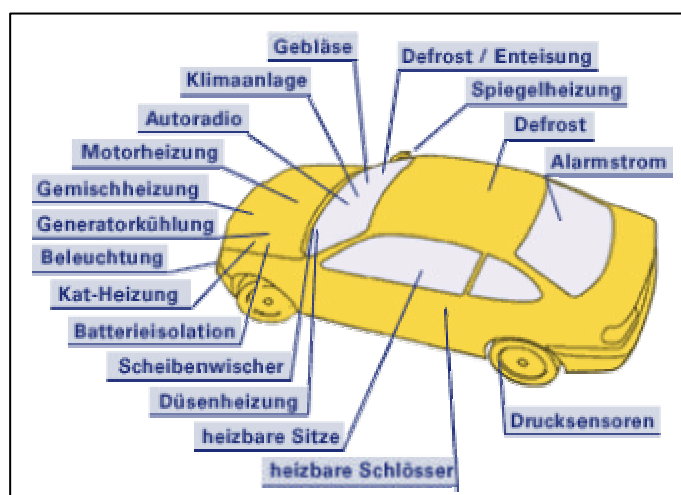 Gebläse
Defrost / Enteisung
Klimaanlage
Spiegelheizung
Autoradio
Defrost
Motorheizung
Alarmstrom
Gemischheizung
Generatorkühlung
Beleuchtung
Kat-Heizung
Batterieisolation
Scheibenwischer
Düsenheizung
Drucksensoren
heizbare Sitze
heizbare Schlösser